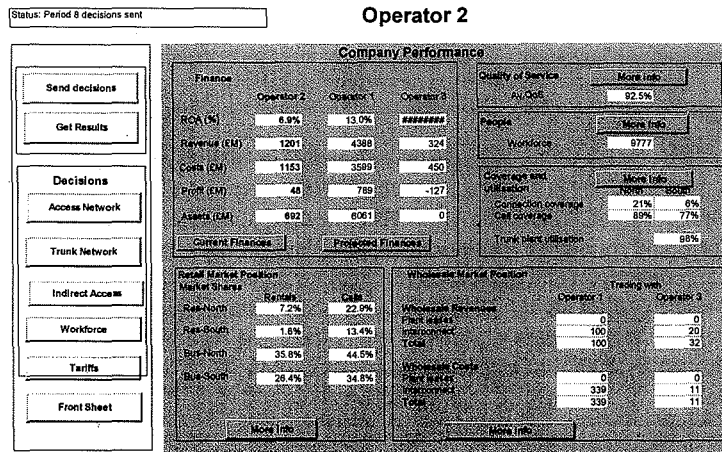 Status: Period 8 decisions sent
Operator 2
Send decisions
Get Results
Decisions
Access Network
Trunk Network
Indirect Access
Workforce
Tariffs
Front Sheet
Company Performance
Finance
Operator 2 Operator 1 Operator 3
ROA (%) 6.9% 13.0% ########
Revenue (£M) 1201 4388 324
Costs (£M) 1153 3599 450
Profit (£M) 48 789 -127
Assets (£M) 692 6061 0
Current Finances Projected Finances
Quality of Service More Info
Av QoS 92.5%
People More Info
Workforce 9777
Coverage and utilisation More Info
North South
Connection coverage 21% 6%
Call coverage 89% 77%
Trunk plant utilisation 98%
Retail Market Position
Market Shares
Rentals Calls
Res-North 7.2% 22.9%
Res-South 1.6% 13.4%
Bus-North 35.8% 44.5%
Bus-South 26.4% 34.8%
More Info
Wholesale Market Position
Trading with
Operator 1 Operator 3
Wholesale Revenues
Plant leases 0 0
Interconnect 100 20
Total 100 32
Wholesale Costs
Plant leases 0 0
Interconnect 339 11
Total 339 11
More Info